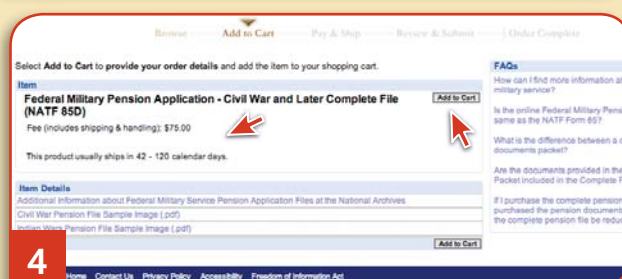 Browse
Add to Cart
Pay & Ship
Review & Submit
Order Complete
Select Add to Cart to provide your order details and add the item to your shopping cart.
Item
Federal Military Pension Application - Civil War and Later Complete File
(NATF 85D)
Add to Cart
Fee (includes shipping & handling): $75.00
This product usually ships in 42 - 120 calendar days.
Item Details
Additional Information about Federal Military Service Pension Application Files at the National Archives
Civil War Pension File Sample Image (.pdf)
Indian Wars Pension File Sample Image (.pdf)
Add to Cart
FAQs
How can I find more information
military service?
Is the online Federal Military
same as the NATF Form 85?
What is the difference between a
documents packet?
Are the documents provided in the
Packet included in the Complete
If I purchase the complete pension
purchased the pension documents
the complete pension file be
4
Home Contact Us Privacy Policy Accessibility Freedom of Information Act